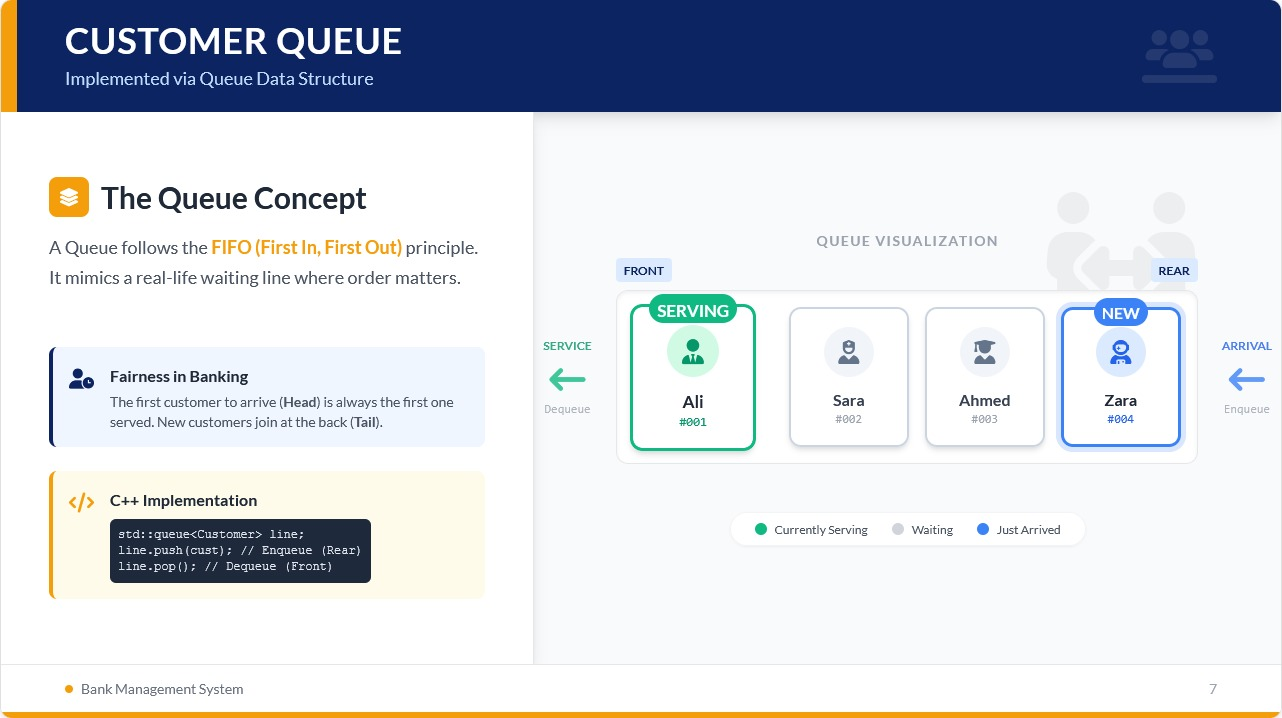 CUSTOMER QUEUE
Implemented via Queue Data Structure
The Queue Concept
A Queue follows the FIFO (First In, First Out) principle.
It mimics a real-life waiting line where order matters.
Fairness in Banking
The first customer to arrive (Head) is always the first one
served. New customers join at the back (Tail).
C++ Implementation
std::queue<Customer> line;
line.push(cust); // Enqueue (Rear)
line.pop(); // Dequeue (Front)
QUEUE VISUALIZATION
FRONT
REAR
SERVICE
Dequeue
SERVING
Ali
#001
Sara
#002
Ahmed
#003
NEW
Zara
#004
ARRIVAL
Enqueue
Currently Serving
Waiting
Just Arrived
Bank Management System
7